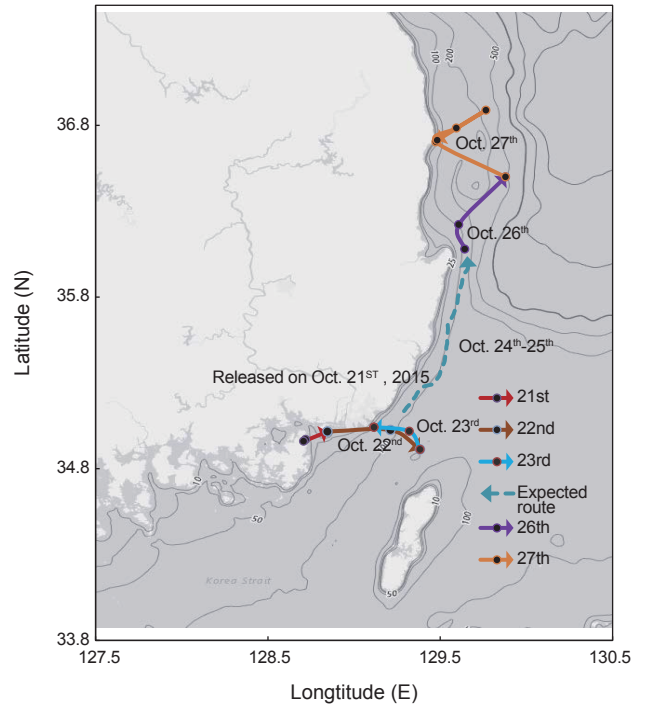 36.8
35.8
34.8
33.8
127.5
128.5
129.5
130.5
Latitude (N)
Longtitude (E)
100
200
500
Oct. 27th
Oct. 26th
25
Oct. 24th-25th
Released on Oct. 21ST , 2015
Oct. 23rd
Oct. 22nd
10
50
10
100
50
Korea Strait
21st
22nd
23rd
Expected
route
26th
27th